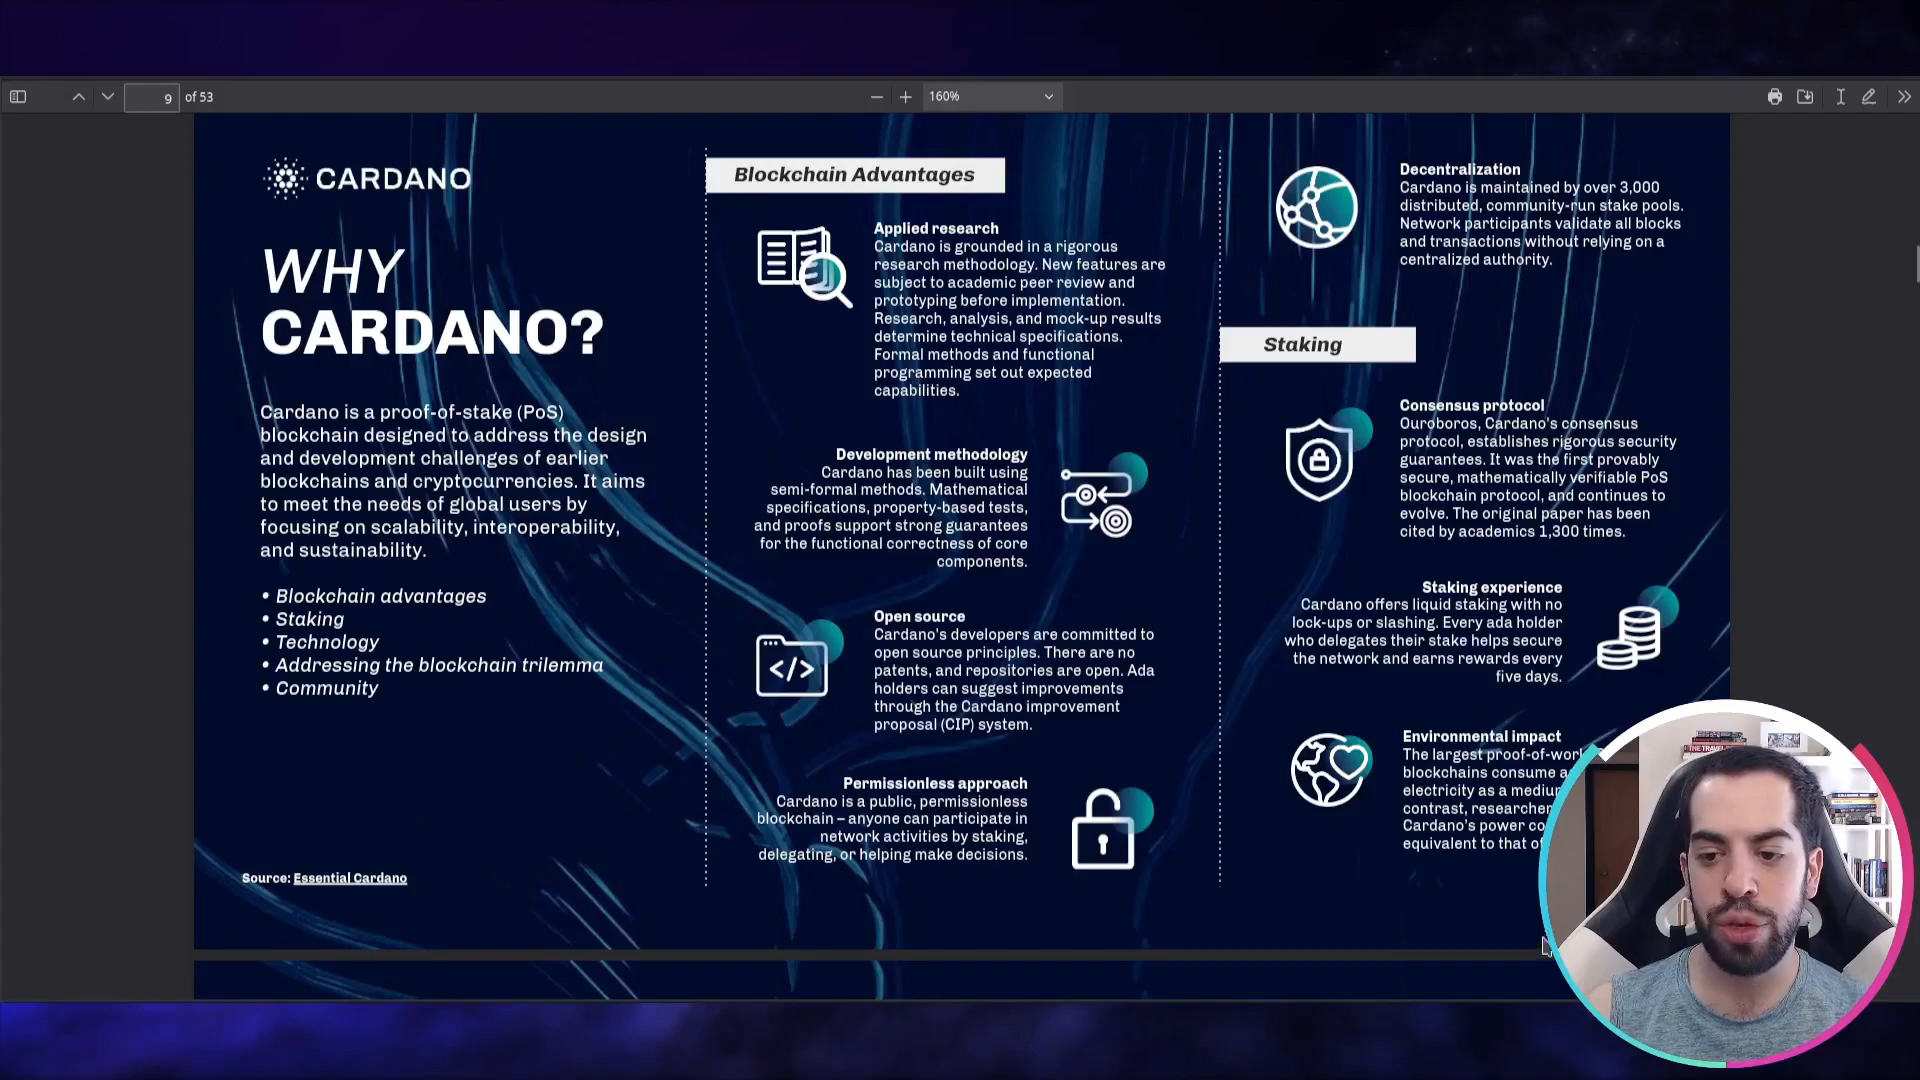 9 of 53
160%
CARDANO
WHY
CARDANO?
Cardano is a proof-of-stake (PoS)
blockchain designed to address the design
and development challenges of earlier
blockchains and cryptocurrencies. It aims
to meet the needs of global users by
focusing on scalability, interoperability,
and sustainability.
• Blockchain advantages
• Staking
• Technology
• Addressing the blockchain trilemma
• Community
Source: Essential Cardano
Blockchain Advantages
Applied research
Cardano is grounded in a rigorous
research methodology. New features are
subject to academic peer review and
prototyping before implementation.
Research, analysis, and mock-up results
determine technical specifications.
Formal methods and functional
programming set out expected
capabilities.
Development methodology
Cardano has been built using
semi-formal methods. Mathematical
specifications, property-based tests,
and proofs support strong guarantees
for the functional correctness of core
components.
Open source
Cardano's developers are committed to
open source principles. There are no
patents, and repositories are open. Ada
holders can suggest improvements
through the Cardano improvement
proposal (CIP) system.
Permissionless approach
Cardano is a public, permissionless
blockchain – anyone can participate in
network activities by staking,
delegating, or helping make decisions.
Decentralization
Cardano is maintained by over 3,000
distributed, community-run stake pools.
Network participants validate all blocks
and transactions without relying on a
centralized authority.
Staking
Consensus protocol
Ouroboros, Cardano's consensus
protocol, establishes rigorous security
guarantees. It was the first provably
secure, mathematically verifiable PoS
blockchain protocol, and continues to
evolve. The original paper has been
cited by academics 1,300 times.
Staking experience
Cardano offers liquid staking with no
lock-ups or slashing. Every ada holder
who delegates their stake helps secure
the network and earns rewards every
five days.
Environmental impact
The largest proof-of-work
blockchains consume a
electricity as a medium
contrast, researcher
Cardano's power co
equivalent to that o